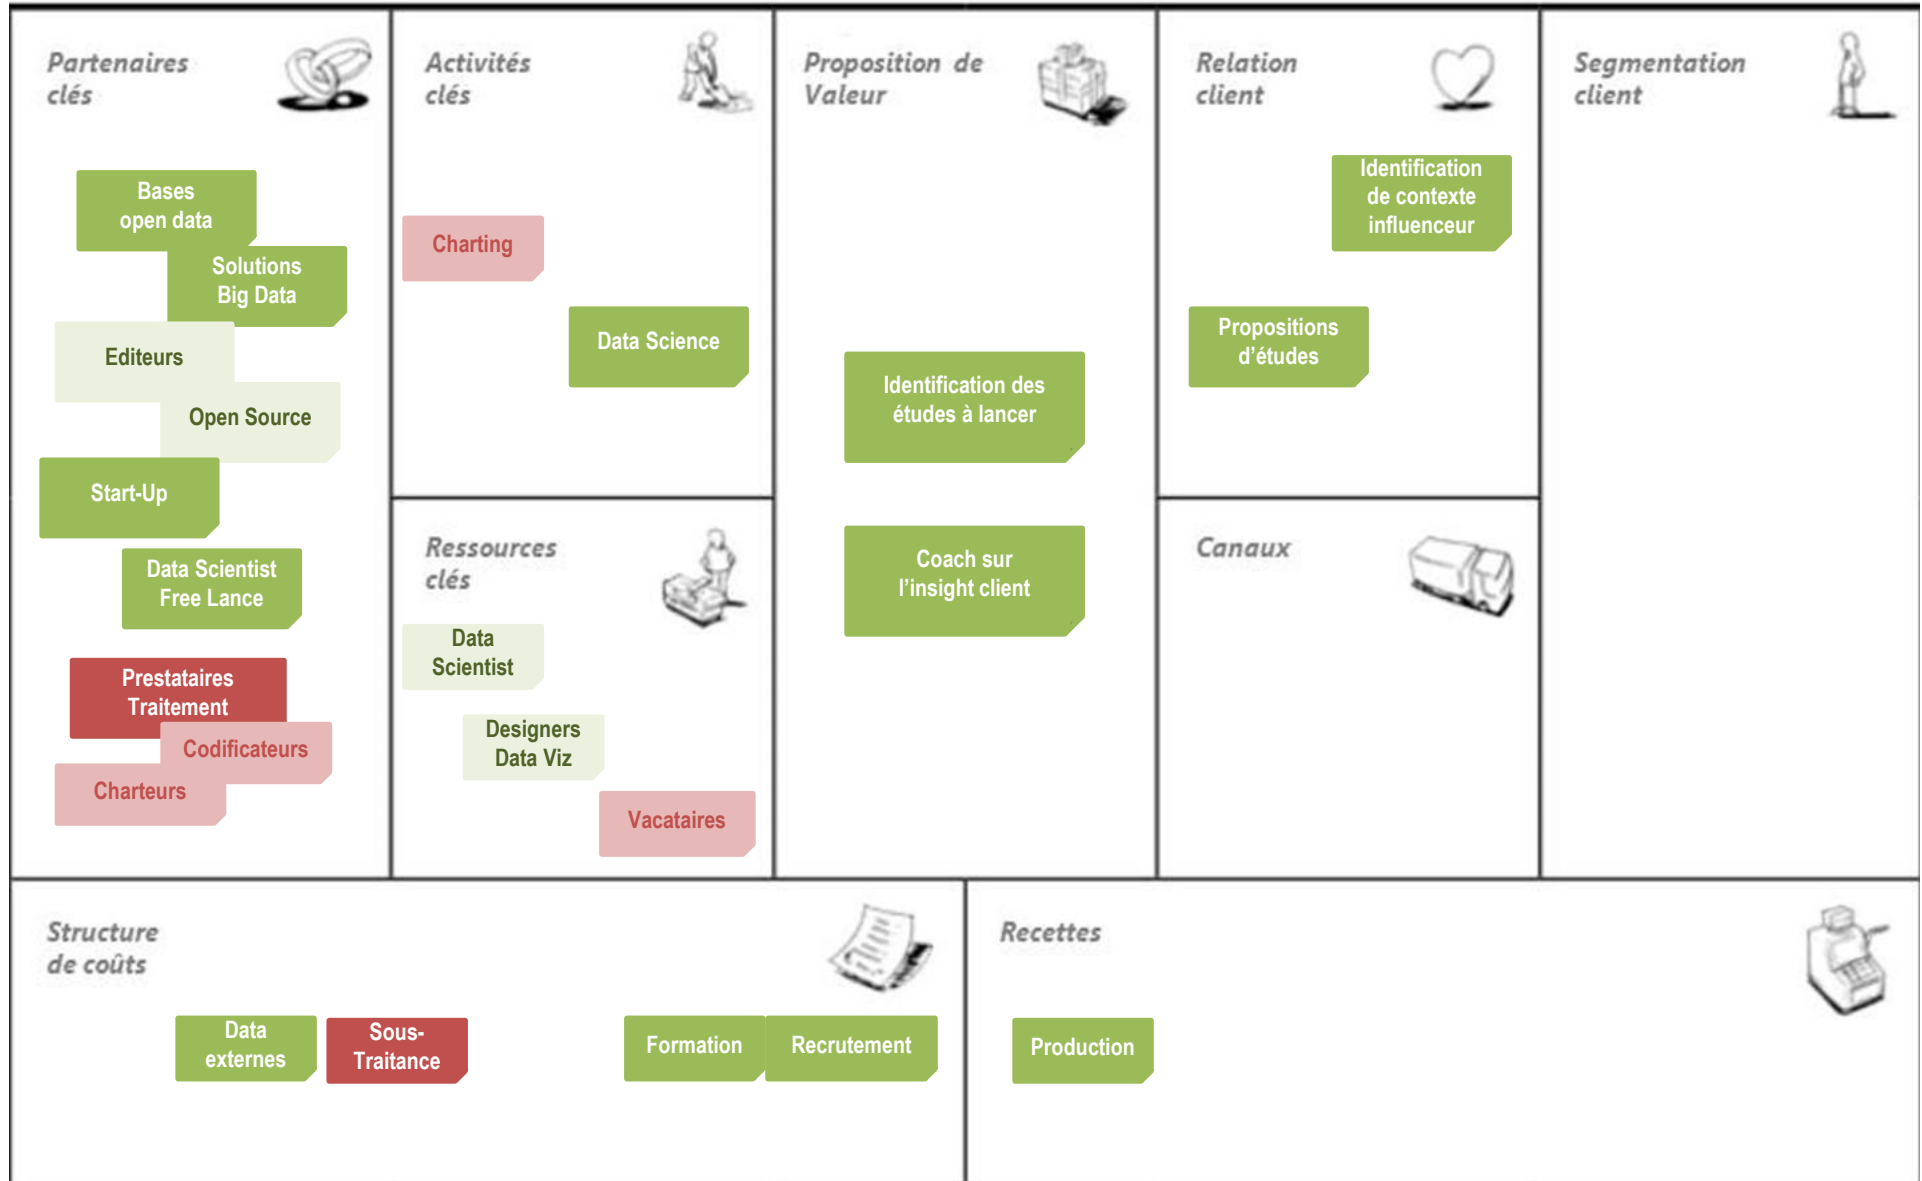 Partenaires
clés
Bases
open data
Solutions
Big Data
Editeurs
Open Source
Start-Up
Data Scientist
Free Lance
Prestataires
Traitement
Codificateurs
Charteurs
Activités
clés
Charting
Data Science
Ressources
clés
Data
Scientist
Designers
Data Viz
Vacataires
Proposition de
Valeur
Identification des
études à lancer
Coach sur
l’insight client
Relation
client
Identification
de contexte
influenceur
Propositions
d’études
Canaux
Segmentation
client
Structure
de coûts
Data
externes
Sous-
Traitance
Formation
Recrutement
Recettes
Production